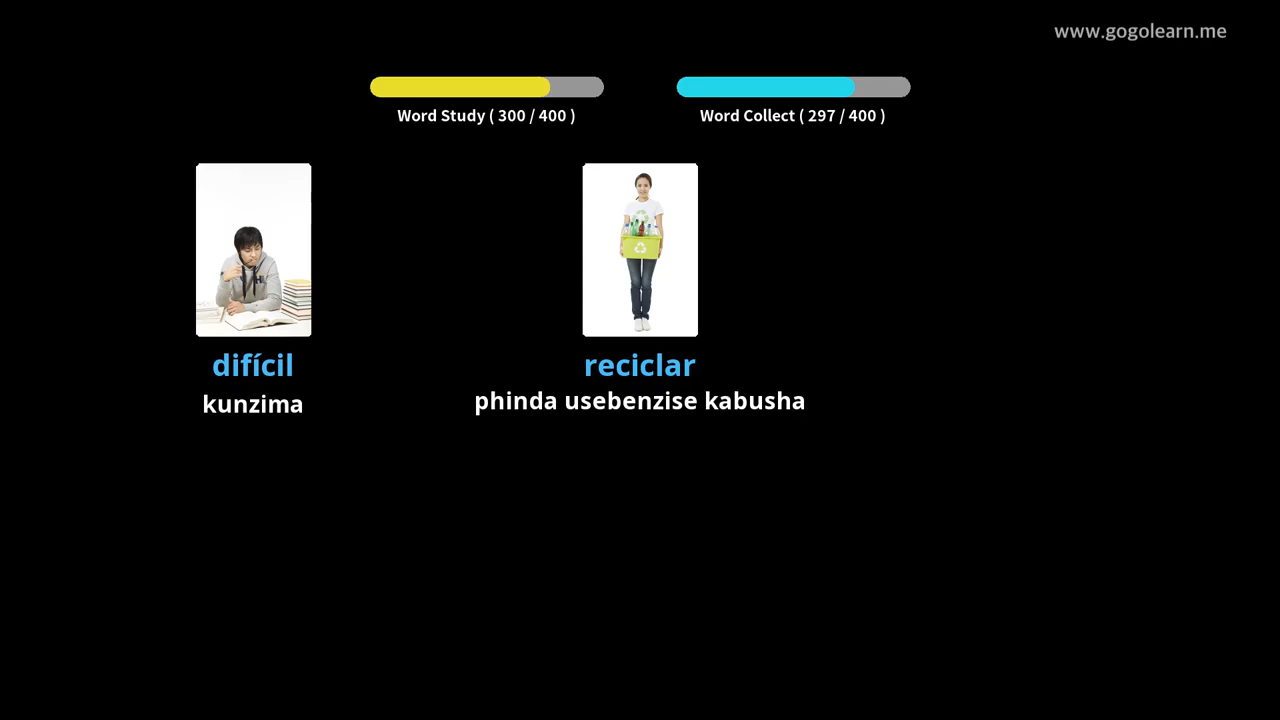 www.gogolearn.me
Word Study ( 300 / 400 )
Word Collect ( 297 / 400 )
difícil
kunzima
reciclar
phinda usebenzise kabusha